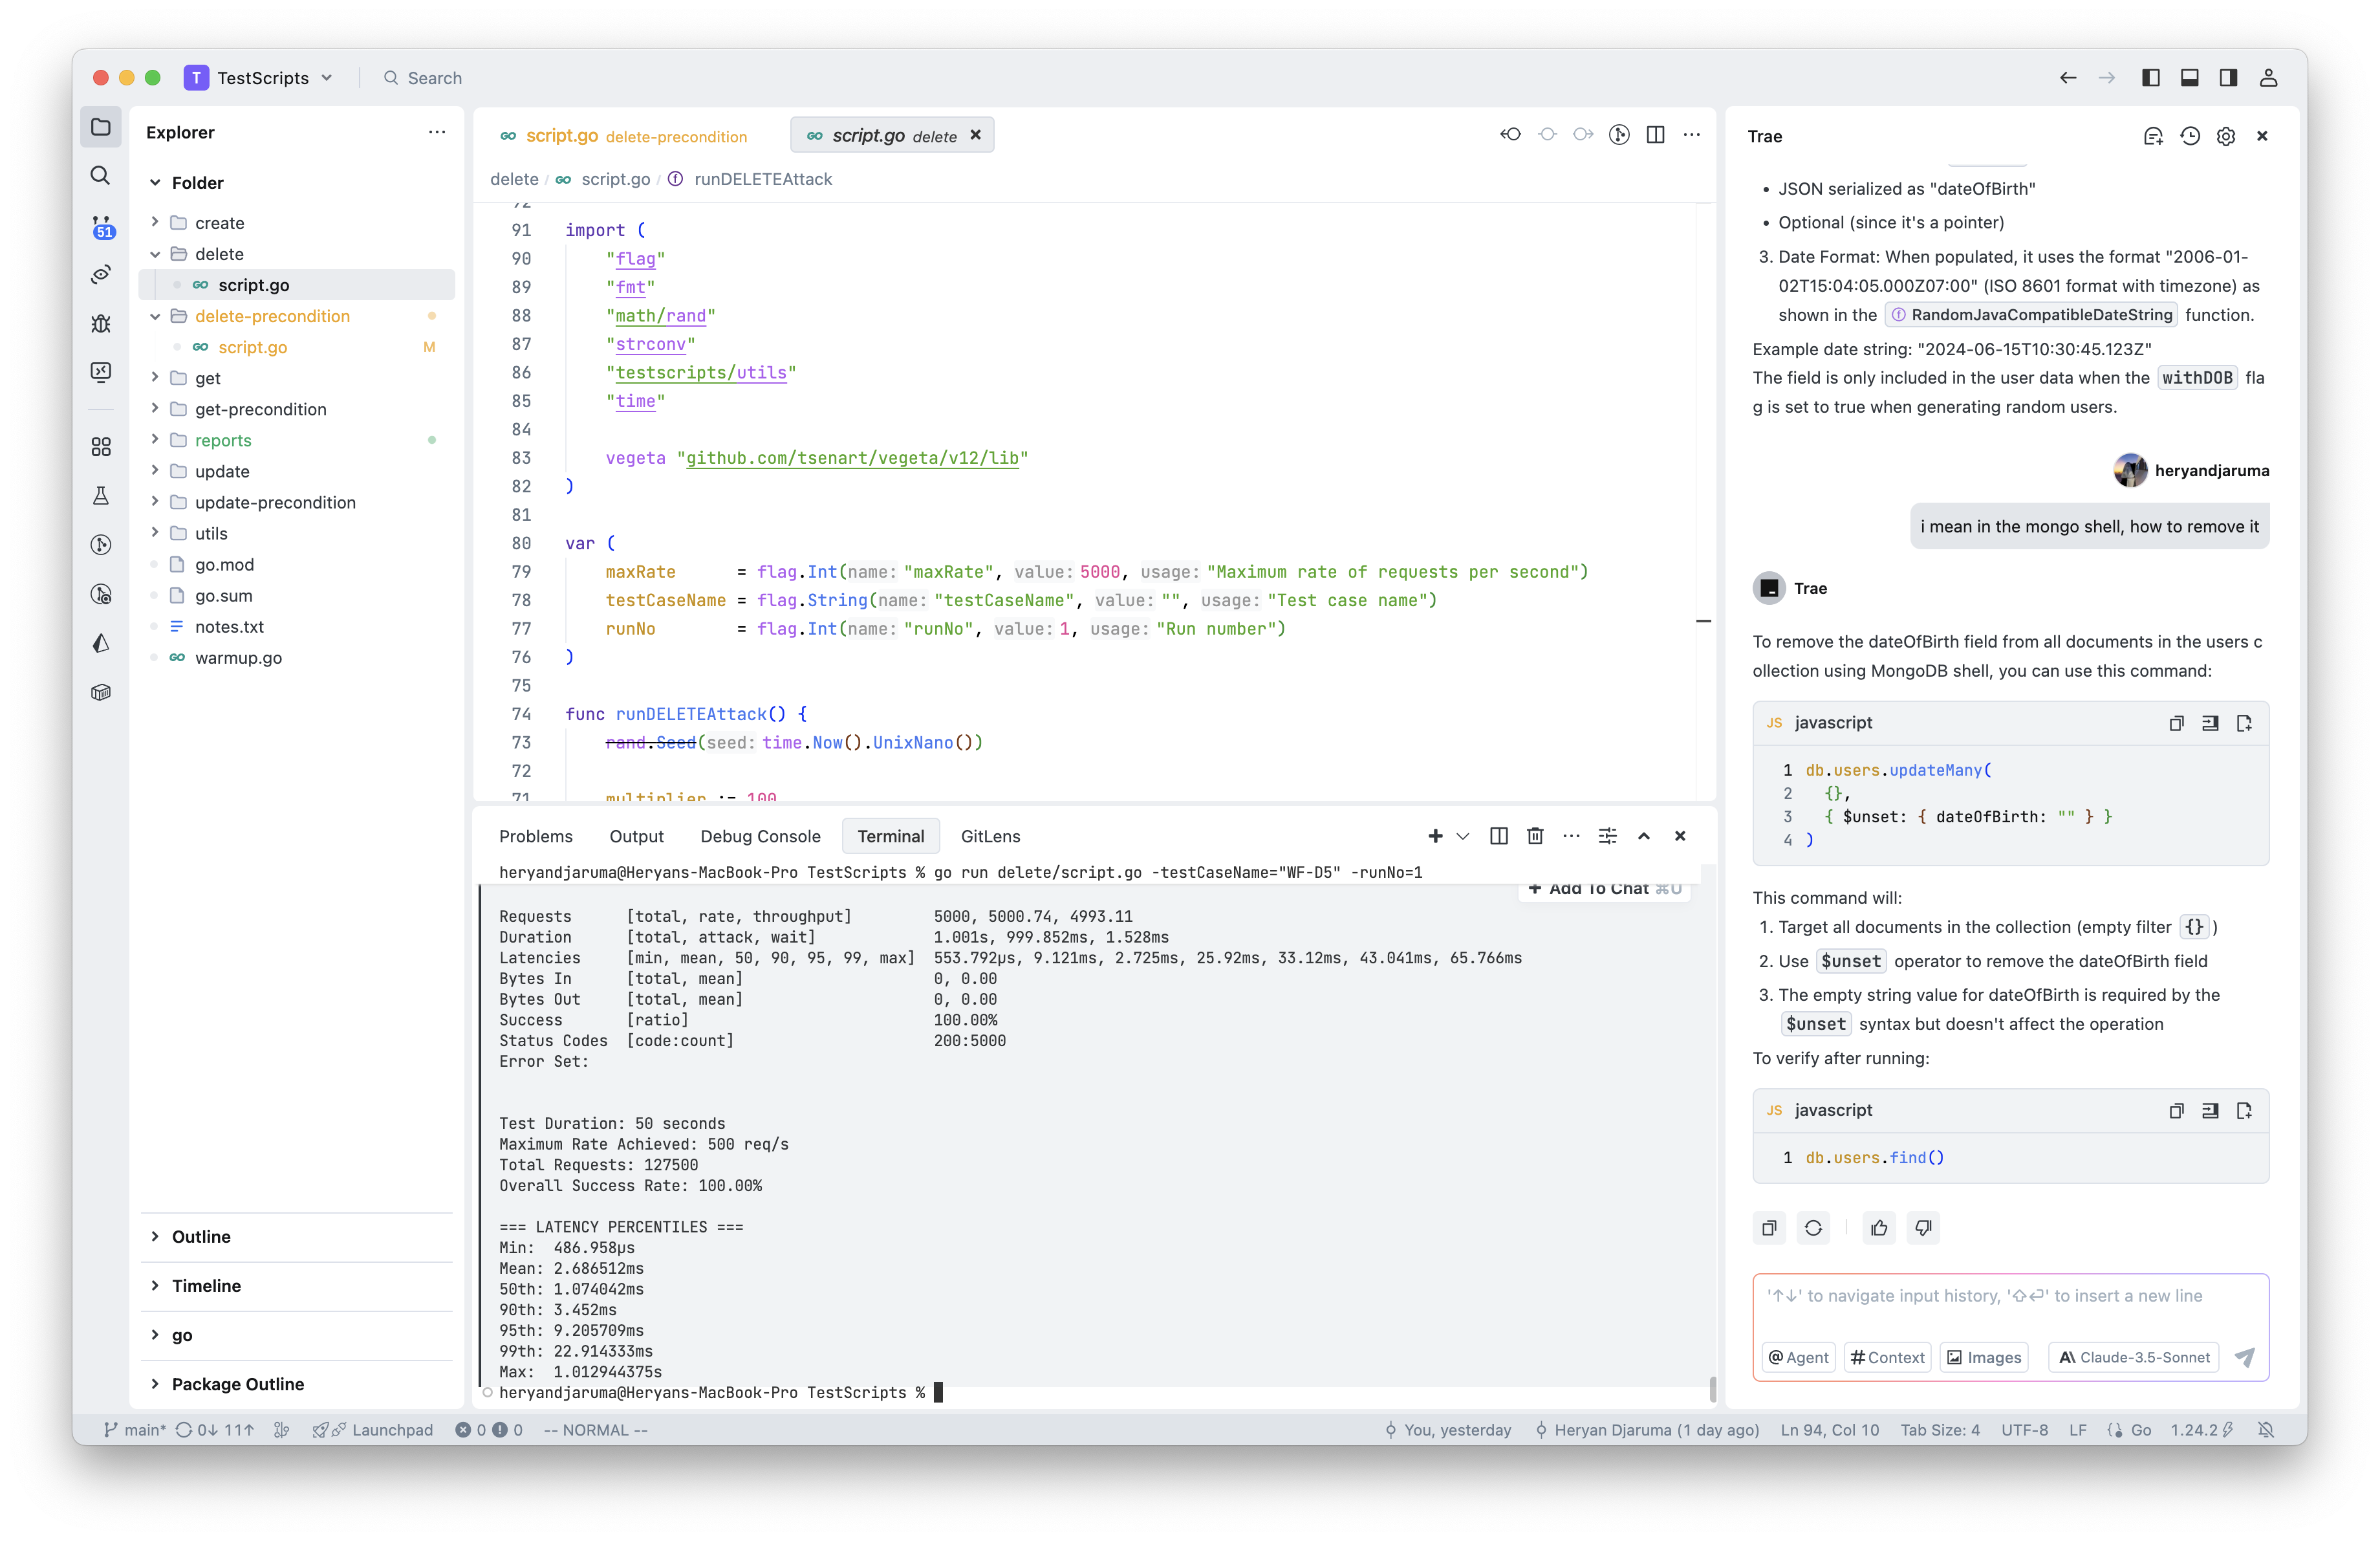 T TestScripts
Search
Explorer
Folder
create
delete
script.go
delete-precondition
script.go M
get
get-precondition
reports
update
update-precondition
utils
go.mod
go.sum
notes.txt
warmup.go
Outline
Timeline
go
Package Outline
51
script.go delete-precondition
script.go delete
delete / script.go / runDELETEAttack
92
91 import (
90 "flag"
89 "fmt"
88 "math/rand"
87 "strconv"
86 "testscripts/utils"
85 "time"
84
83 vegeta "github.com/tsenart/vegeta/v12/lib"
82 )
81
80 var (
79 maxRate = flag.Int(name: "maxRate", value: 5000, usage: "Maximum rate of requests per second")
78 testCaseName = flag.String(name: "testCaseName", value: "", usage: "Test case name")
77 runNo = flag.Int(name: "runNo", value: 1, usage: "Run number")
76 )
75
74 func runDELETEAttack() {
73 rand.Seed(seed: time.Now().UnixNano())
72
71 multiplier := 100
Problems
Output
Debug Console
Terminal
GitLens
heryandjaruma@Heryans-MacBook-Pro TestScripts % go run delete/script.go -testCaseName="WF-D5" -runNo=1
+ Add To Chat ⌘U
Requests [total, rate, throughput] 5000, 5000.74, 4993.11
Duration [total, attack, wait] 1.001s, 999.852ms, 1.528ms
Latencies [min, mean, 50, 90, 95, 99, max] 553.792µs, 9.121ms, 2.725ms, 25.92ms, 33.12ms, 43.041ms, 65.766ms
Bytes In [total, mean] 0, 0.00
Bytes Out [total, mean] 0, 0.00
Success [ratio] 100.00%
Status Codes [code:count] 200:5000
Error Set:
Test Duration: 50 seconds
Maximum Rate Achieved: 500 req/s
Total Requests: 127500
Overall Success Rate: 100.00%
=== LATENCY PERCENTILES ===
Min: 486.958µs
Mean: 2.686512ms
50th: 1.074042ms
90th: 3.452ms
95th: 9.205709ms
99th: 22.914333ms
Max: 1.012944375s
heryandjaruma@Heryans-MacBook-Pro TestScripts %
Trae
• JSON serialized as "dateOfBirth"
• Optional (since it's a pointer)
3. Date Format: When populated, it uses the format "2006-01-
02T15:04:05.000Z07:00" (ISO 8601 format with timezone) as
shown in the RandomJavaCompatibleDateString function.
Example date string: "2024-06-15T10:30:45.123Z"
The field is only included in the user data when the withDOB fla
g is set to true when generating random users.
heryandjaruma
i mean in the mongo shell, how to remove it
Trae
To remove the dateOfBirth field from all documents in the users c
ollection using MongoDB shell, you can use this command:
JS javascript
1 db.users.updateMany(
2 {},
3 { $unset: { dateOfBirth: "" } }
4 )
This command will:
1. Target all documents in the collection (empty filter {} )
2. Use $unset operator to remove the dateOfBirth field
3. The empty string value for dateOfBirth is required by the
$unset syntax but doesn't affect the operation
To verify after running:
JS javascript
1 db.users.find()
'↑↓' to navigate input history, '⇧⏎' to insert a new line
@ Agent
# Context
Images
Claude-3.5-Sonnet
main* 0↓ 11↑ Launchpad 0 0 -- NORMAL -- You, yesterday Heryan Djaruma (1 day ago) Ln 94, Col 10 Tab Size: 4 UTF-8 LF Go 1.24.2